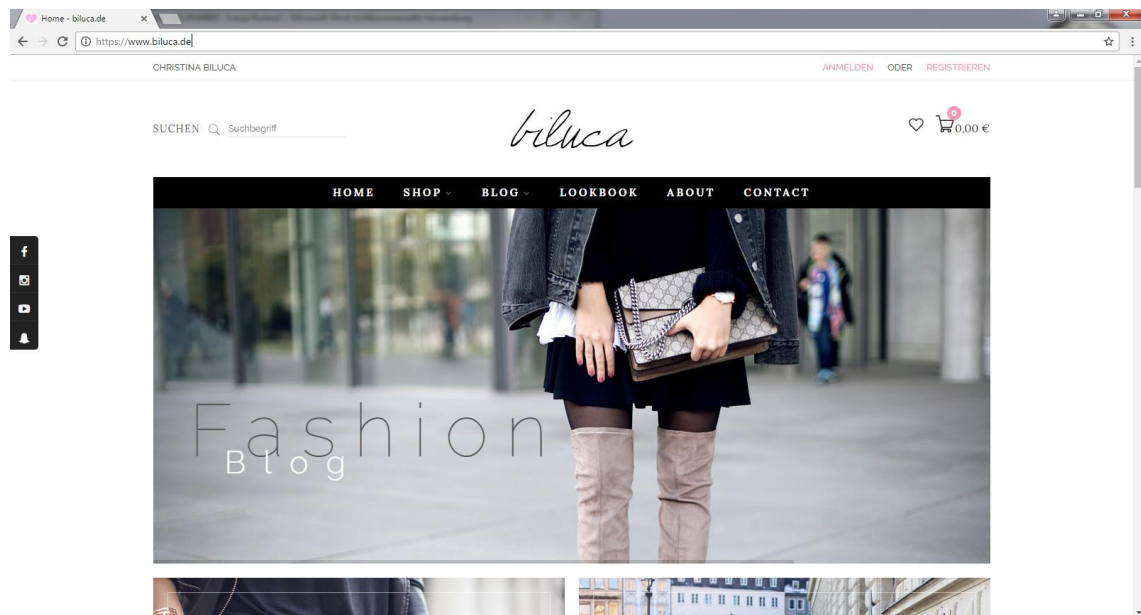 Home - biluca.de
https://www.biluca.de
CHRISTINA BILUCA
ANMELDEN ODER REGISTRIEREN
SUCHEN Suchbegriff
biluca
0
0,00 €
HOME SHOP BLOG LOOKBOOK ABOUT CONTACT
Fashion
Blog